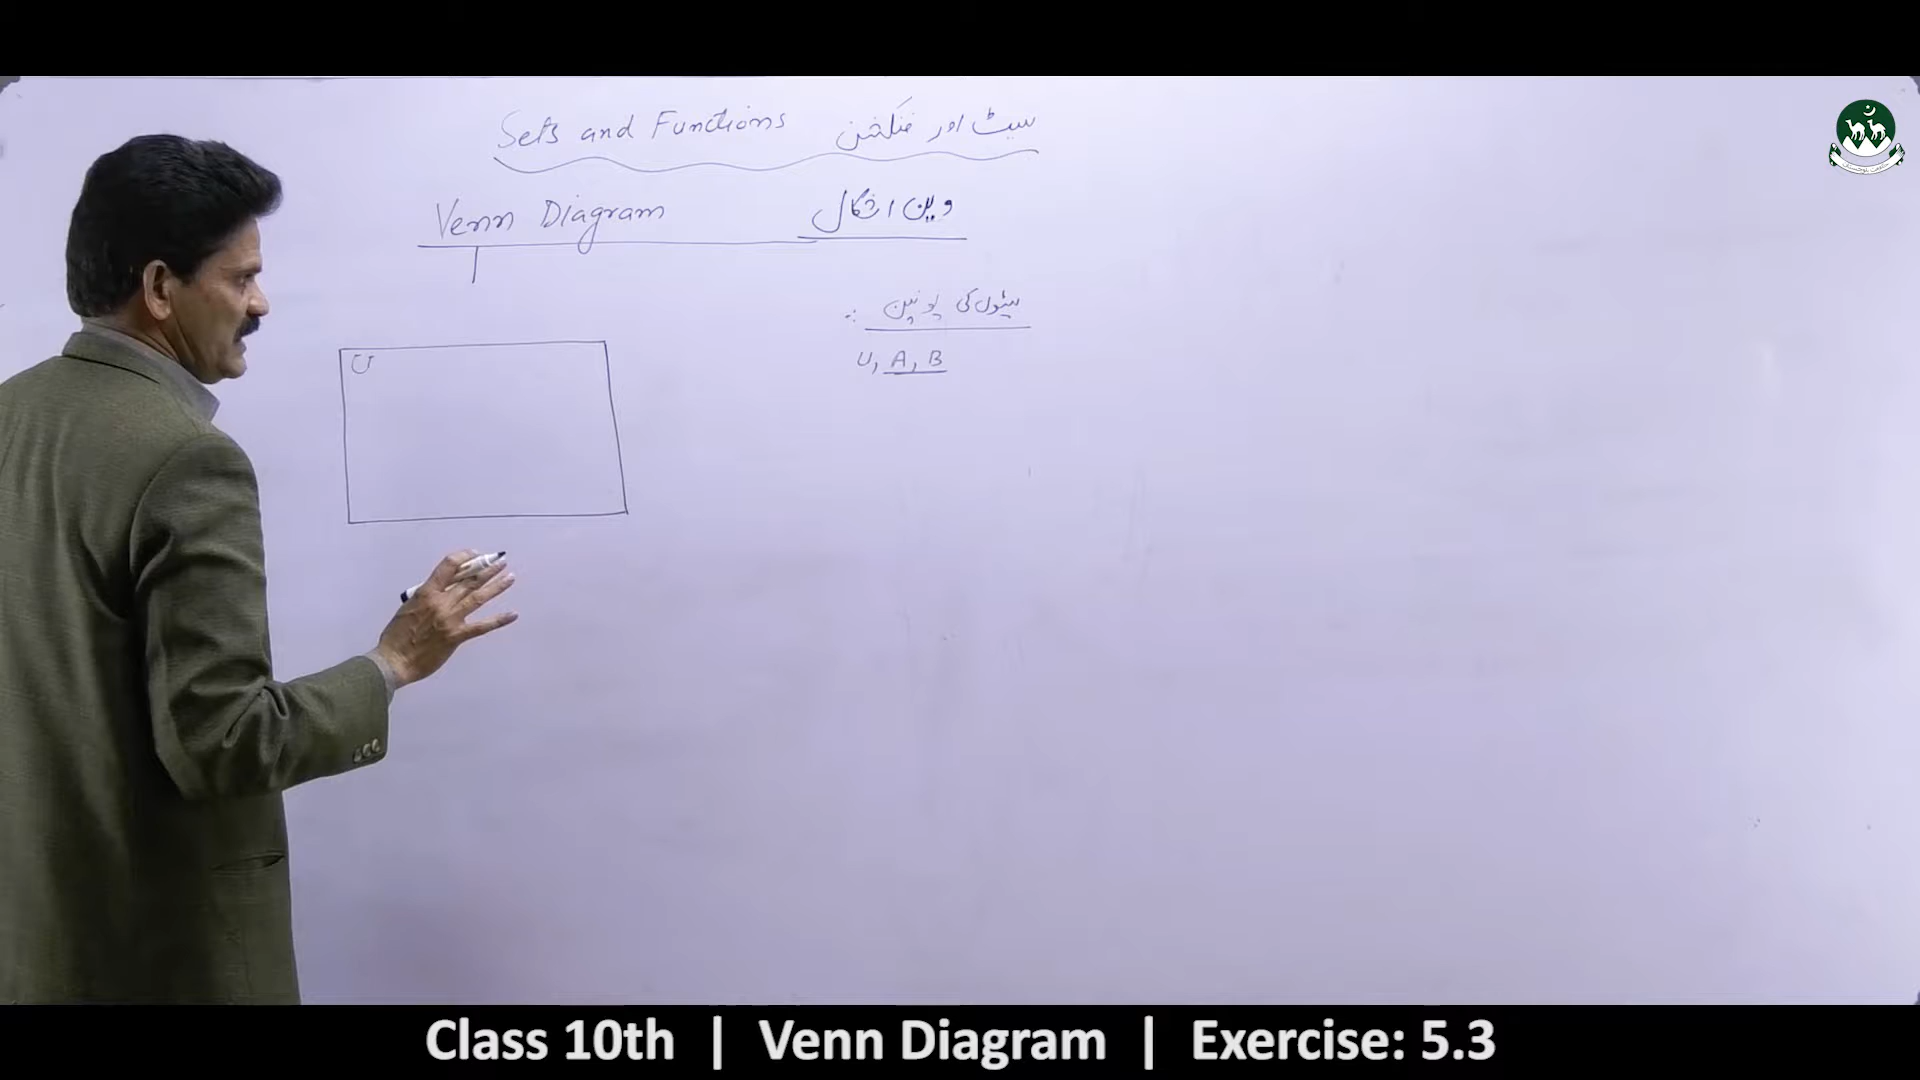 Sets and Functions سیٹ اور فنکشن
Venn Diagram وین اشکال
سیٹوں کی یونین :
U, A, B
U
Class 10th | Venn Diagram | Exercise: 5.3